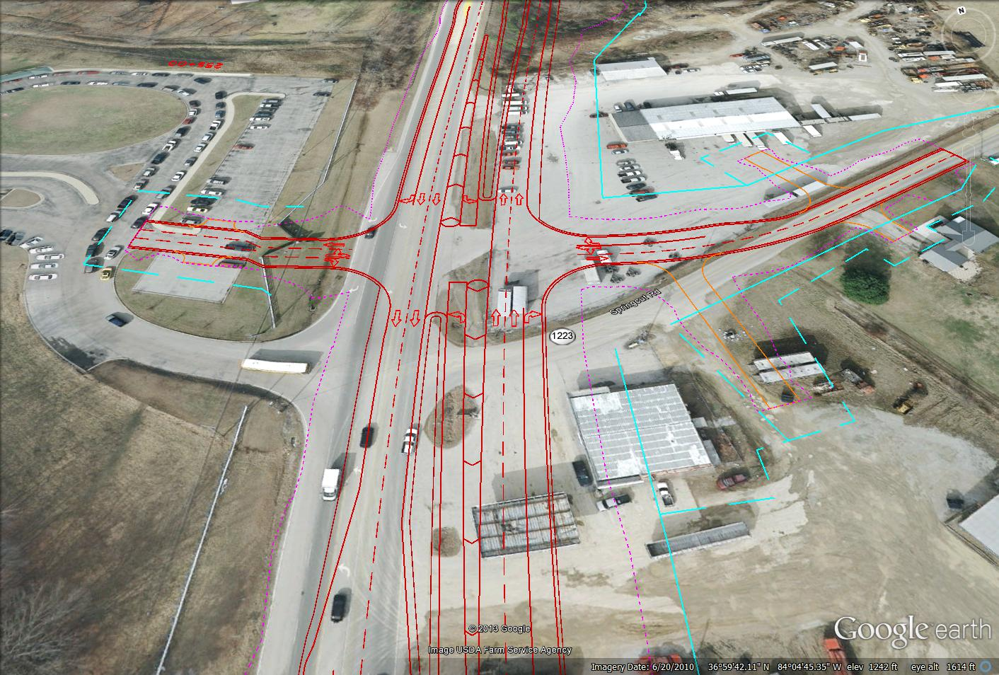 N
255+00
Springcut Rd
1223
© 2013 Google
Image USDA Farm Service Agency
Google earth
Imagery Date: 6/20/2010 36°59'42.11" N 84°04'45.35" W elev 1242 ft eye alt 1614 ft